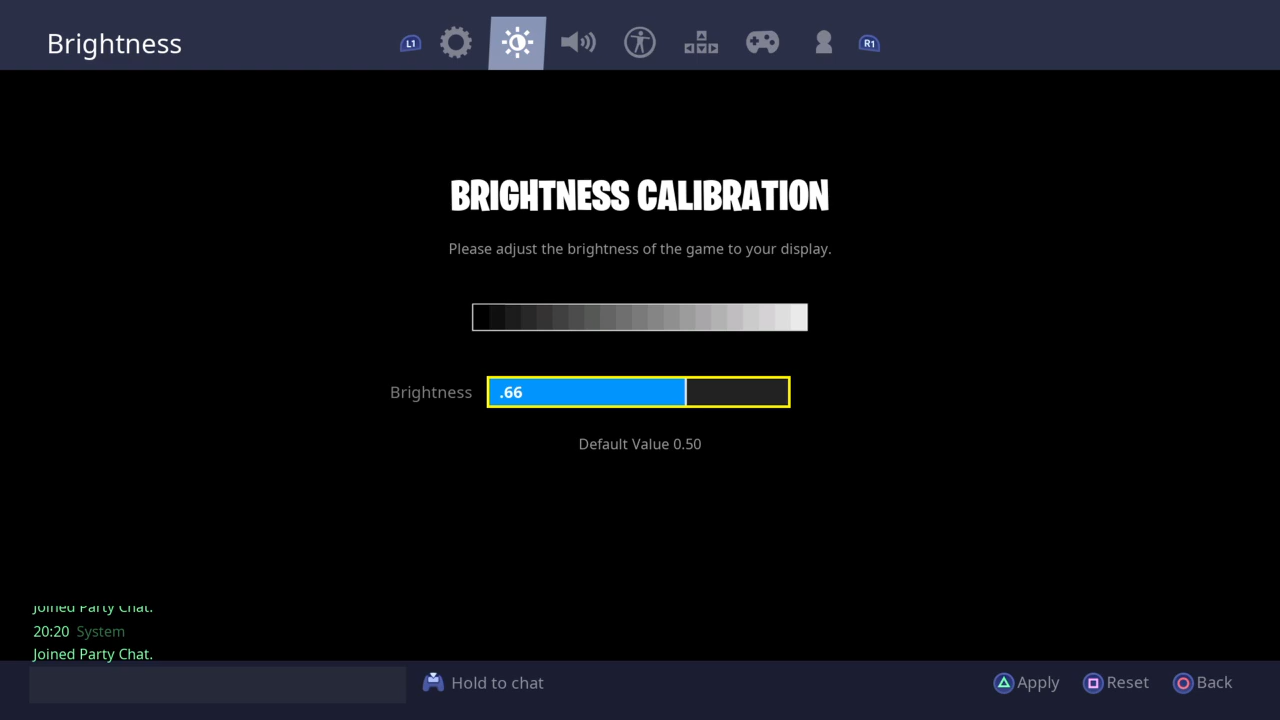 Brightness
L1
R1
BRIGHTNESS CALIBRATION
Please adjust the brightness of the game to your display.
Brightness .66
Default Value 0.50
Joined Party Chat.
20:20 System
Joined Party Chat.
Hold to chat
Apply Reset Back